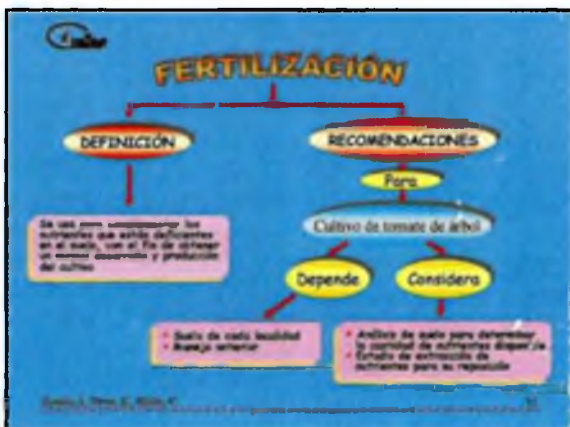 FERTILIZACIÓN
DEFINICIÓN
Se usa los
nutrientes que están deficientes
en el suelo, con el fin de obtener
un y producción
del cultivo
RECOMENDACIONES
Para
Cultivo de tomate de árbol
Depende
• Suelo de cada localidad
• Manejo anterior
Considera
• Análisis de suelo para determinar
la cantidad de nutrientes disponible
• Estudio de extracción de
nutrientes para su reposición